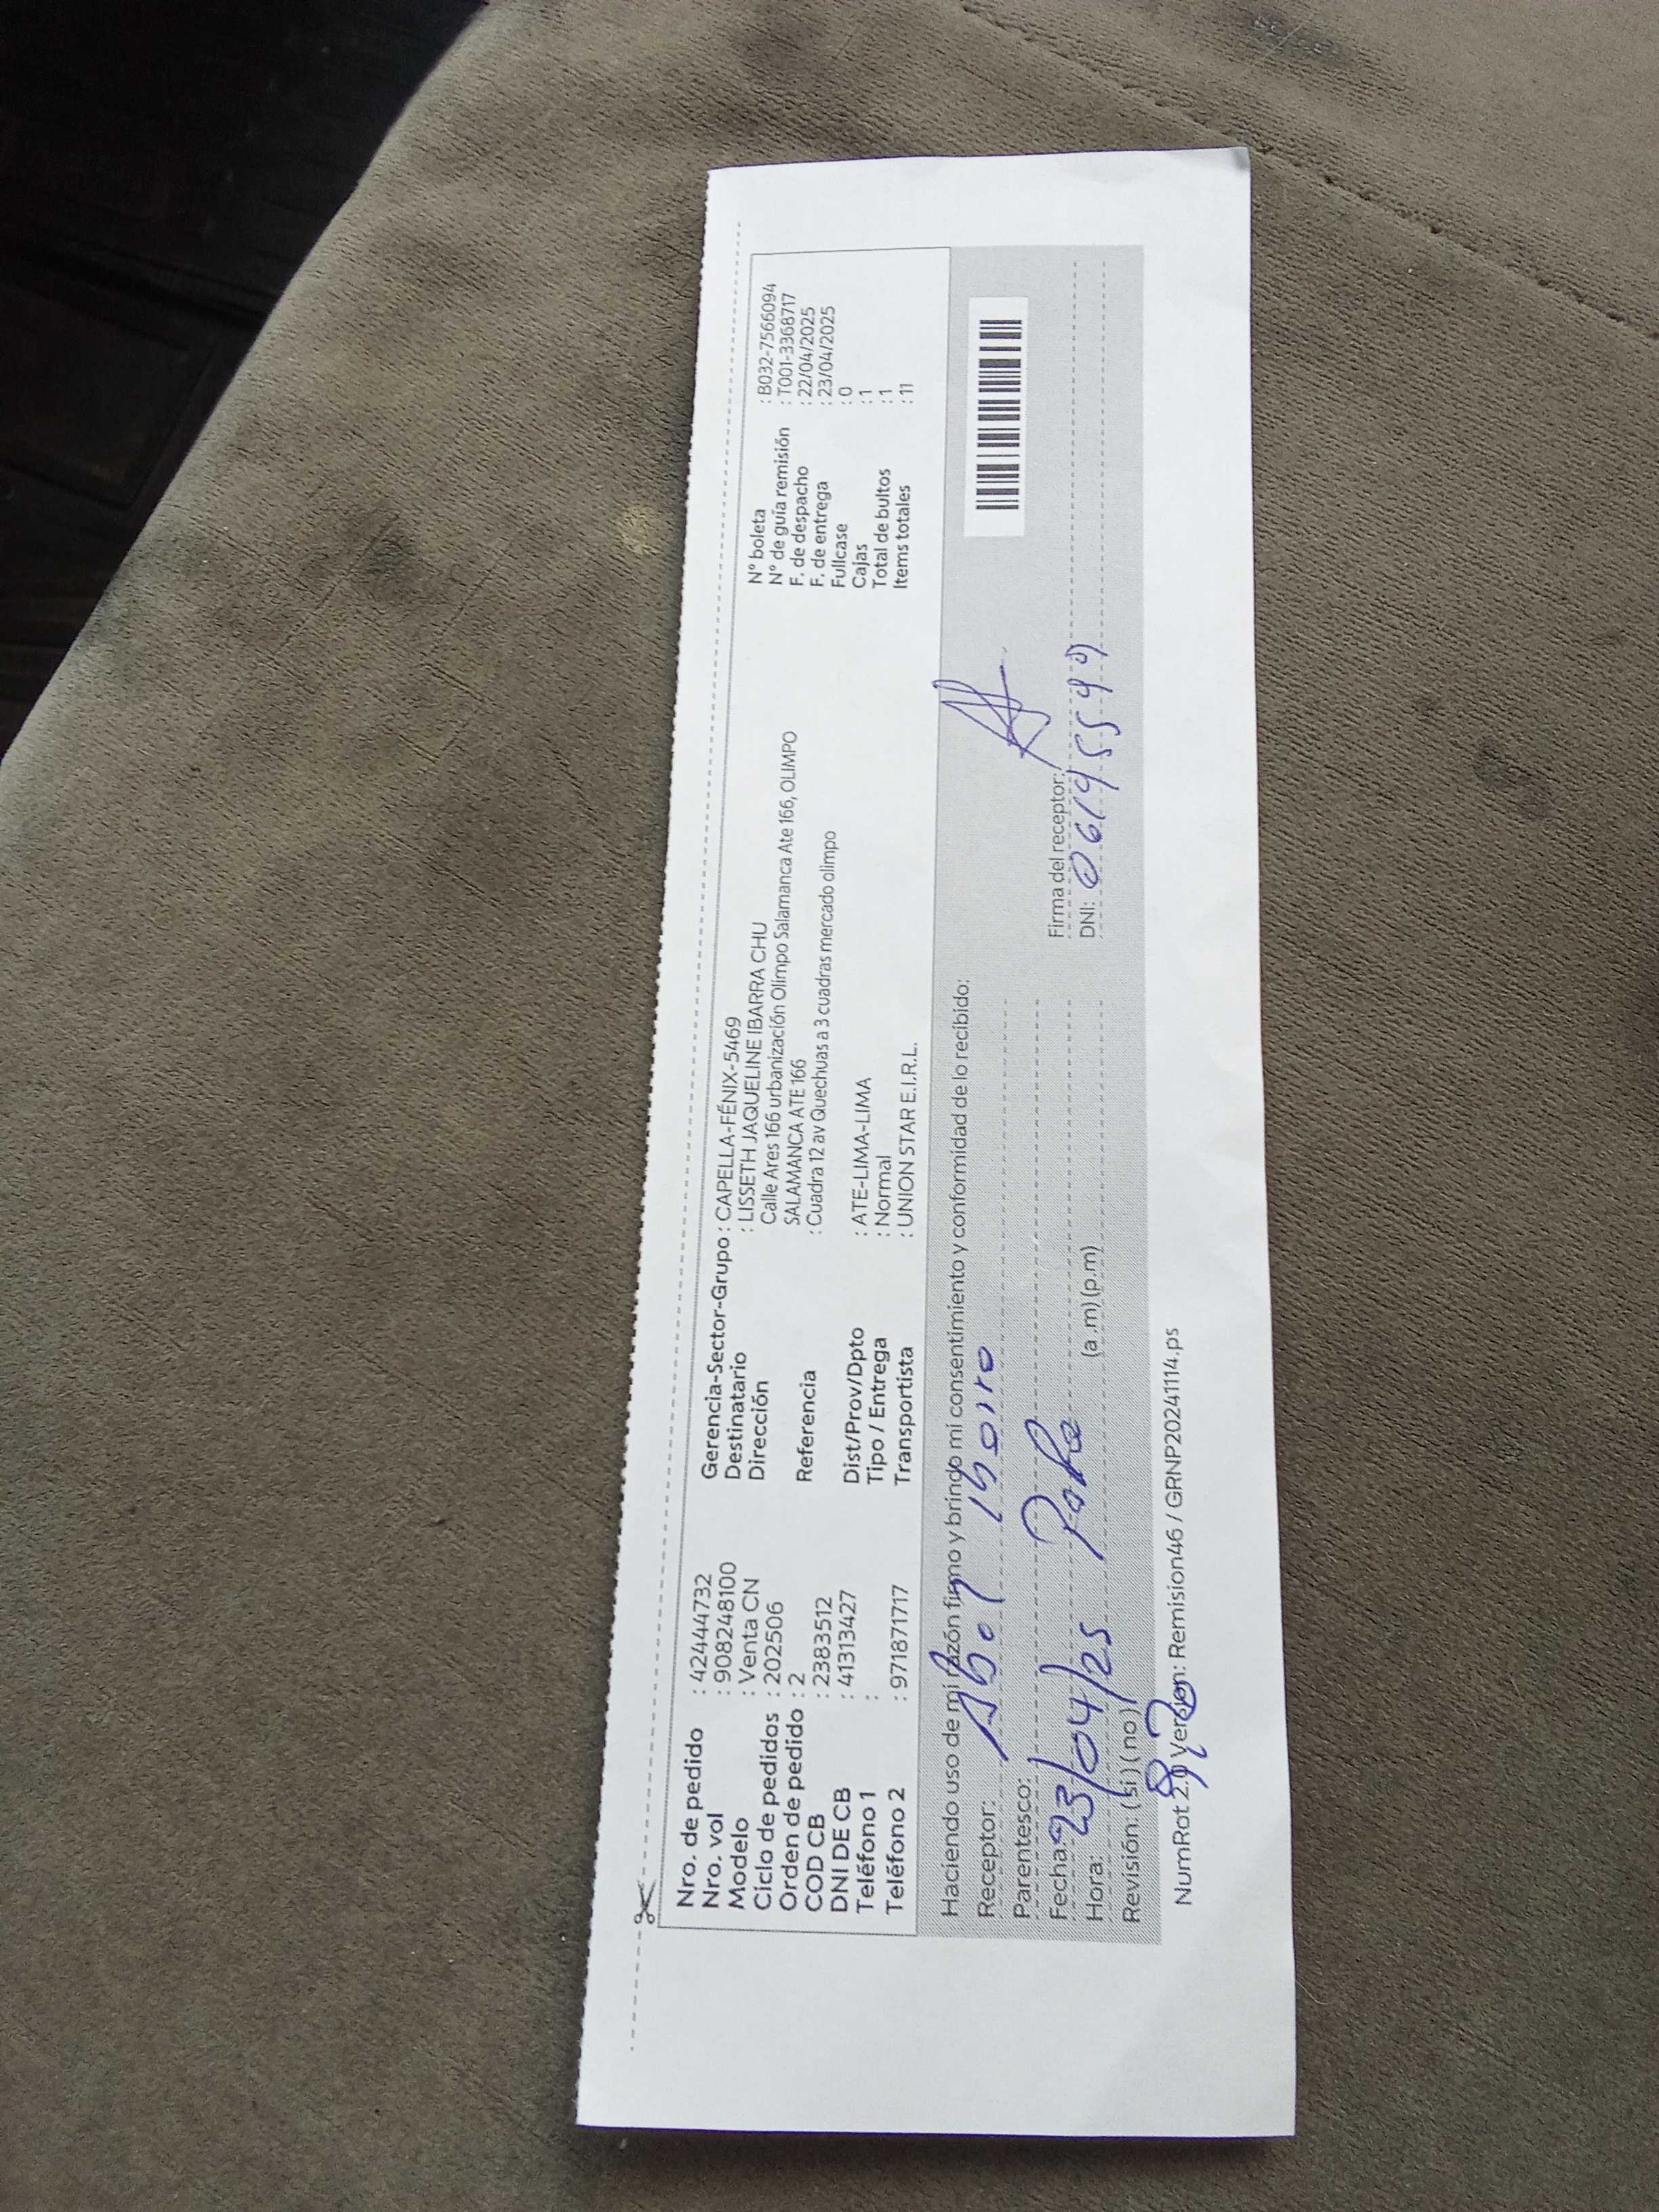 Nro. de pedido : 42444732
Nro. vol : 908248100
Modelo : Venta CN
Ciclo de pedidos : 202506
Orden de pedido : 2
COD CB : 2383512
DNI DE CB : 41313427
Teléfono 1 :
Teléfono 2 : 971871717
Gerencia-Sector-Grupo : CAPELLA-FÉNIX-5469
Destinatario : LISSETH JAQUELINE IBARRA CHU
Dirección Calle Ares 166 urbanización Olimpo Salamanca Ate 166, OLIMPO
SALAMANCA ATE 166
Referencia : Cuadra 12 av Quechuas a 3 cuadras mercado olimpo
Dist/Prov/Dpto : ATE-LIMA-LIMA
Tipo / Entrega : Normal
Transportista : UNION STAR E.I.R.L.
N° boleta : B032-7566094
N° de guía remisión : T001-3368717
F. de despacho : 22/04/2025
F. de entrega : 23/04/2025
Fullcase : 0
Cajas : 1
Total de bultos : 1
Items totales : 11
Haciendo uso de mi razón firmo y brindo mi consentimiento y conformidad de lo recibido:
Receptor: Abel
Parentesco:
Fecha: 23/04/25
Hora: (a.m) (p.m)
Revisión: (si) (no)
Firma del receptor:
DNI:
NumRot 2.0 Version: Remision46 / GRNP20241114.ps